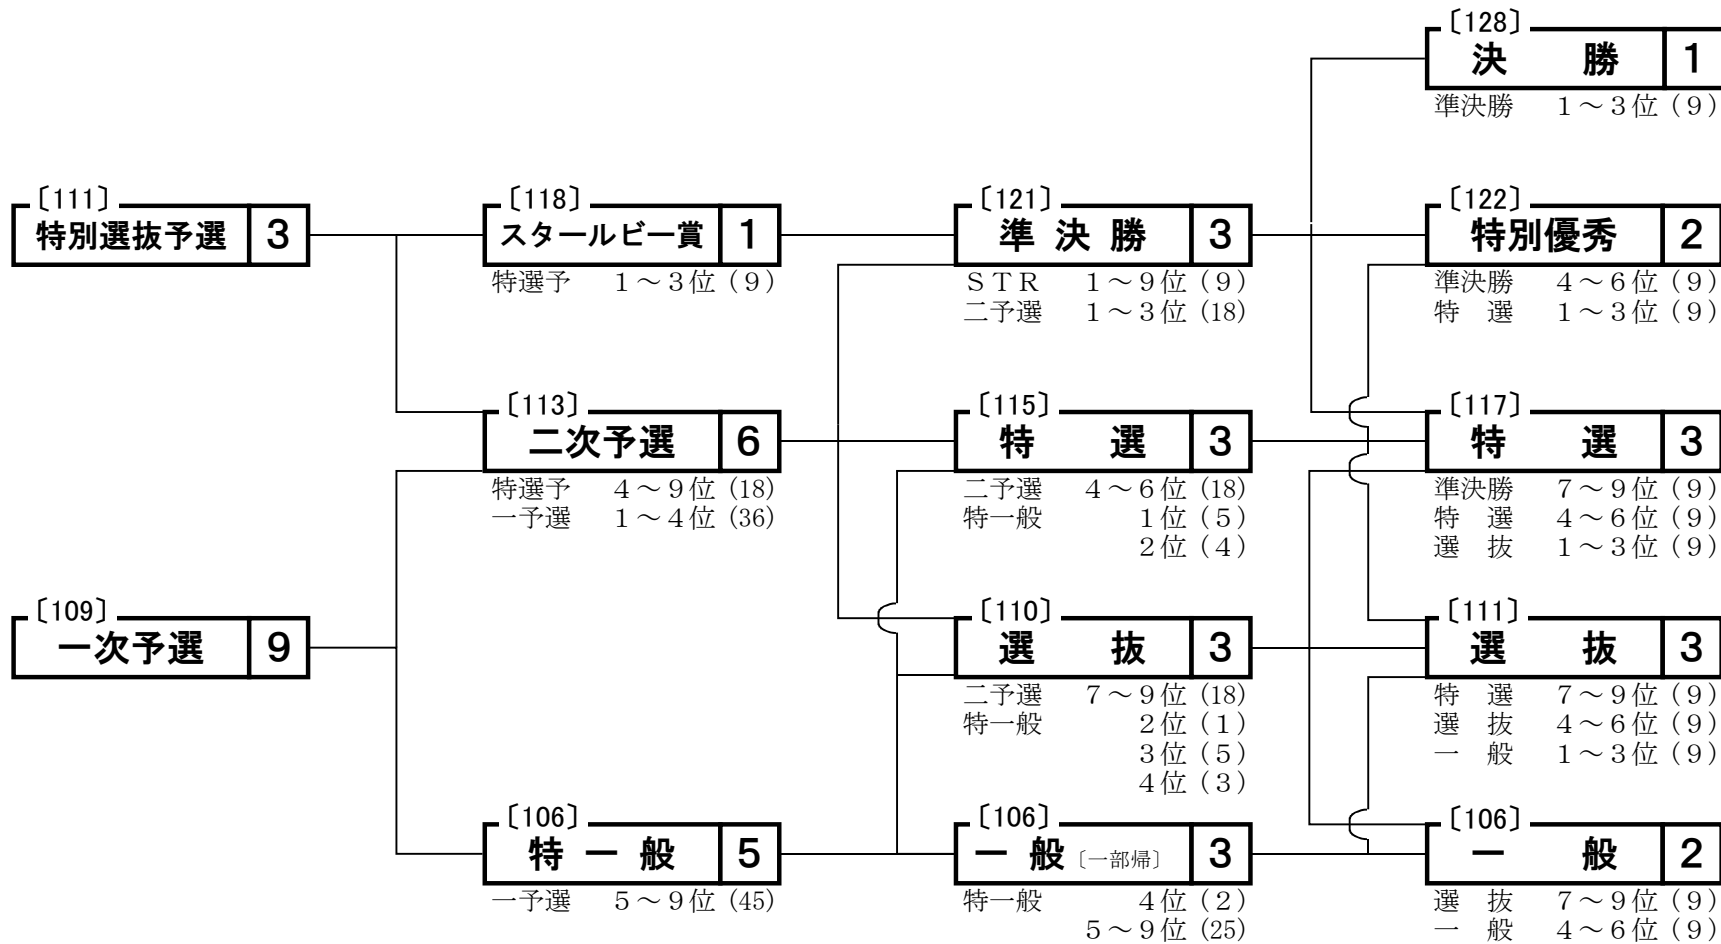 〔111〕
特別選抜予選 3
〔109〕
一次予選 9
〔118〕
スタールビー賞 1
特選予 1～3位 (9)
〔113〕
二次予選 6
特選予 4～9位 (18)
一予選 1～4位 (36)
〔106〕
特一般 5
一予選 5～9位 (45)
〔121〕
準決勝 3
ＳＴＲ 1～9位 (9)
二予選 1～3位 (18)
〔115〕
特選 3
二予選 4～6位 (18)
特一般 1位 (5)
2位 (4)
〔110〕
選抜 3
二予選 7～9位 (18)
特一般 2位 (1)
3位 (5)
4位 (3)
〔106〕
一般〔一部帰〕 3
特一般 4位 (2)
5～9位 (25)
〔128〕
決勝 1
準決勝 1～3位 (9)
〔122〕
特別優秀 2
準決勝 4～6位 (9)
特選 1～3位 (9)
〔117〕
特選 3
準決勝 7～9位 (9)
特選 4～6位 (9)
選抜 1～3位 (9)
〔111〕
選抜 3
特選 7～9位 (9)
選抜 4～6位 (9)
一般 1～3位 (9)
〔106〕
一般 2
選抜 7～9位 (9)
一般 4～6位 (9)